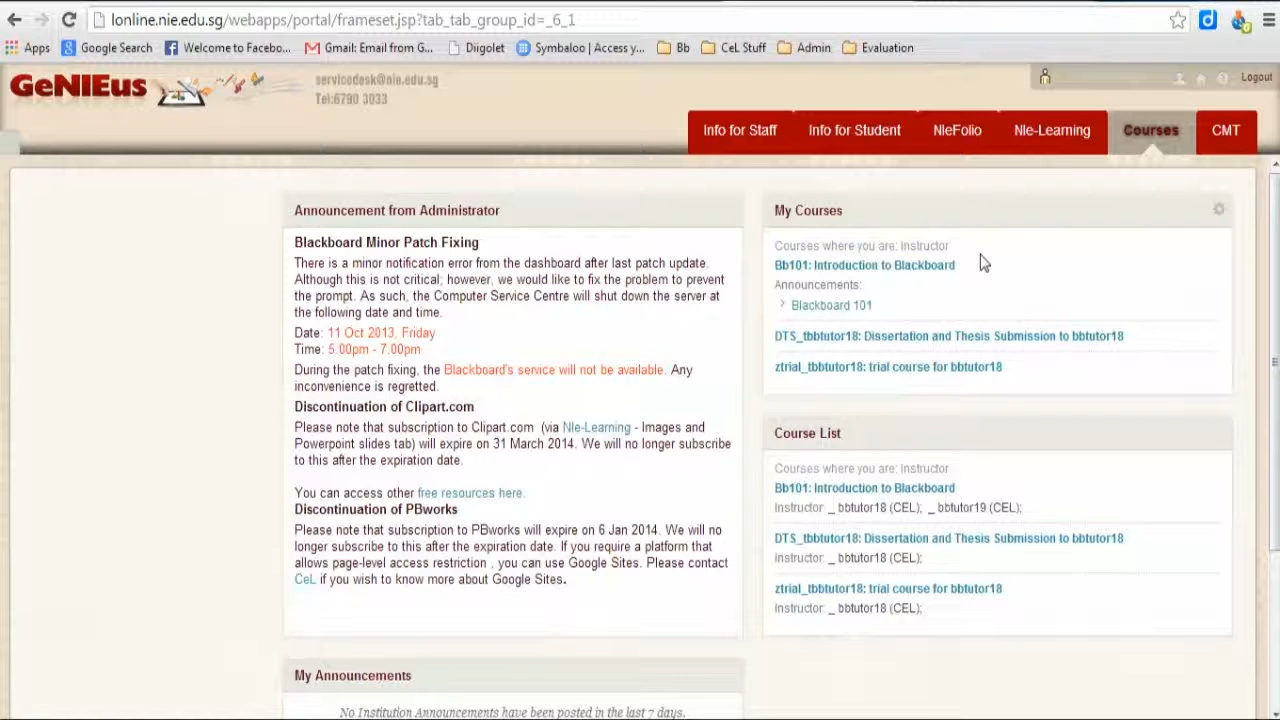 lonline.nie.edu.sg/webapps/portal/frameset.jsp?tab_tab_group_id=_6_1
Apps Google Search Welcome to Facebo... Gmail: Email from G... Diigolet Symbaloo | Access y... Bb CeL Stuff Admin Evaluation
GeNIEus
servicedesk@nie.edu.sg
Tel:6790 3033
Logout
Info for Staff Info for Student NIeFolio NIe-Learning Courses CMT
Announcement from Administrator
Blackboard Minor Patch Fixing
There is a minor notification error from the dashboard after last patch update.
Although this is not critical; however, we would like to fix the problem to prevent
the prompt. As such, the Computer Service Centre will shut down the server at
the following date and time.
Date: 11 Oct 2013, Friday
Time: 5.00pm - 7.00pm
During the patch fixing, the Blackboard's service will not be available. Any
inconvenience is regretted.
Discontinuation of Clipart.com
Please note that subscription to Clipart.com (via NIe-Learning - Images and
Powerpoint slides tab) will expire on 31 March 2014. We will no longer subscribe
to this after the expiration date.
You can access other free resources here.
Discontinuation of PBworks
Please note that subscription to PBworks will expire on 6 Jan 2014. We will no
longer subscribe to this after the expiration date. If you require a platform that
allows page-level access restriction , you can use Google Sites. Please contact
CeL if you wish to know more about Google Sites.
My Announcements
No Institution Announcements have been posted in the last 7 days.
My Courses
Courses where you are: Instructor
Bb101: Introduction to Blackboard
Announcements:
Blackboard 101
DTS_tbbtutor18: Dissertation and Thesis Submission to bbtutor18
ztrial_tbbtutor18: trial course for bbtutor18
Course List
Courses where you are: Instructor
Bb101: Introduction to Blackboard
Instructor: _ bbtutor18 (CEL); _ bbtutor19 (CEL);
DTS_tbbtutor18: Dissertation and Thesis Submission to bbtutor18
Instructor: _ bbtutor18 (CEL);
ztrial_tbbtutor18: trial course for bbtutor18
Instructor: _ bbtutor18 (CEL);